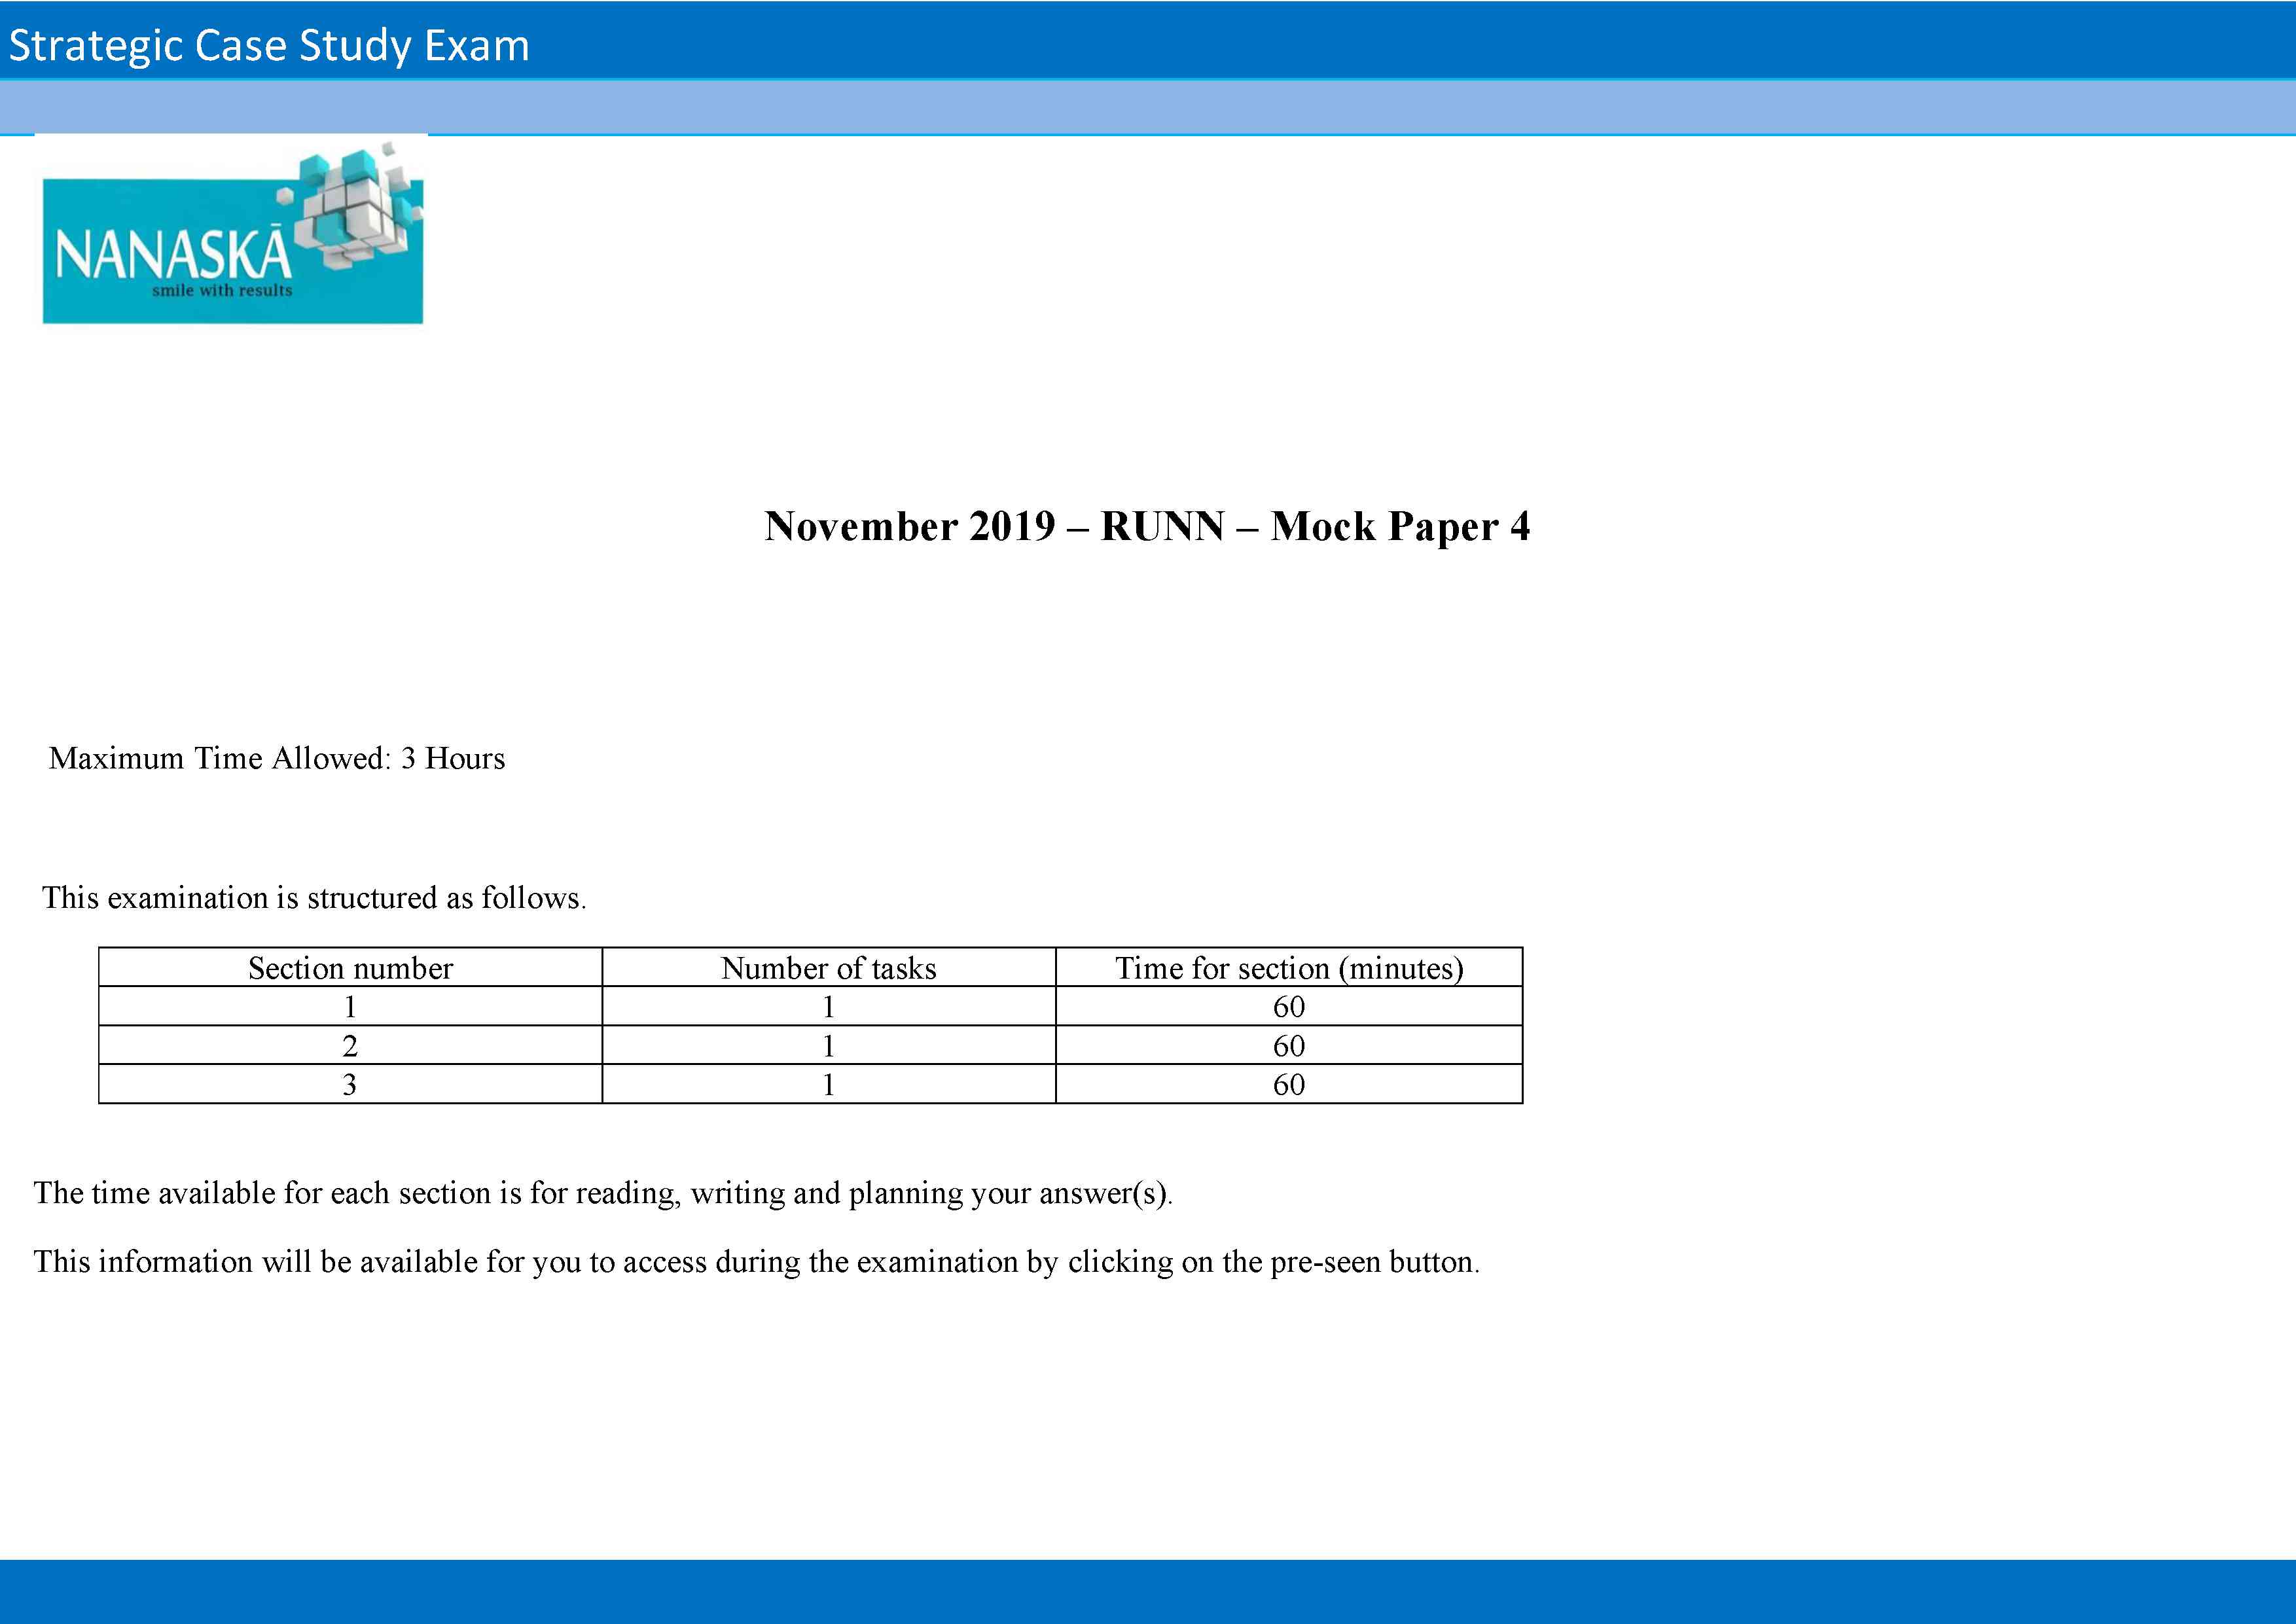 Strategic Case Study Exam
NANASKĀ
smile with results
November 2019 – RUNN – Mock Paper 4
Maximum Time Allowed: 3 Hours
This examination is structured as follows.
Section number Number of tasks Time for section (minutes)
1 1 60
2 1 60
3 1 60
The time available for each section is for reading, writing and planning your answer(s).
This information will be available for you to access during the examination by clicking on the pre-seen button.